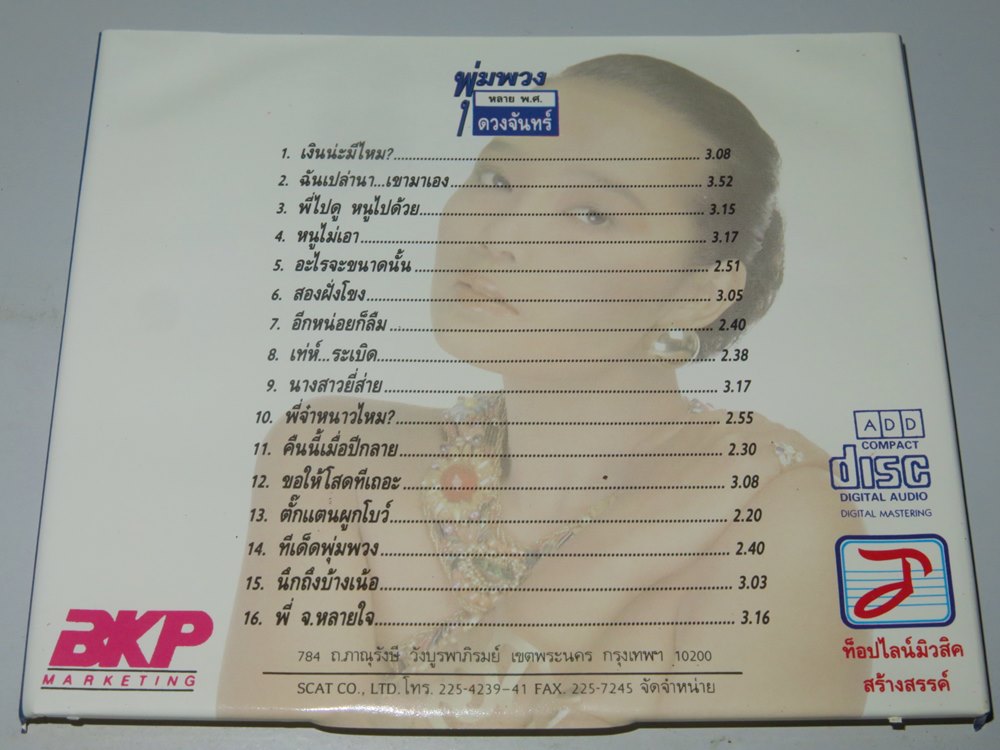 พุ่มพวง
หลาย พ.ศ.
ดวงจันทร์
1. เงินน่ะมีไหม? 3.08
2. ฉันเปล่านา...เขามาเอง 3.52
3. พี่ไปดู หนูไปด้วย 3.15
4. หนูไม่เอา 3.17
5. อะไรจะขนาดนั้น 2.51
6. สองฝั่งโขง 3.05
7. อีกหน่อยก็ลืม 2.40
8. เท่ห์...ระเบิด 2.38
9. นางสาวยี่ส่าย 3.17
10. พี่จ๋าหนาวไหม? 2.55
11. คืนนี้เมื่อปีกลาย 2.30
12. ขอให้โสดทีเถอะ 3.08
13. ตั๊กแตนผูกโบว์ 2.20
14. ทีเด็ดพุ่มพวง 2.40
15. นึกถึงบ้างเน้อ 3.03
16. พี่ จ.หลายใจ 3.16
ADD
COMPACT
disc
DIGITAL AUDIO
DIGITAL MASTERING
ท็อปไลน์มิวสิค
สร้างสรรค์
BKP
MARKETING
784 ถ.ภาณุรังษี วังบูรพาภิรมย์ เขตพระนคร กรุงเทพฯ 10200
SCAT CO., LTD. โทร. 225-4239-41 FAX. 225-7245 จัดจำหน่าย